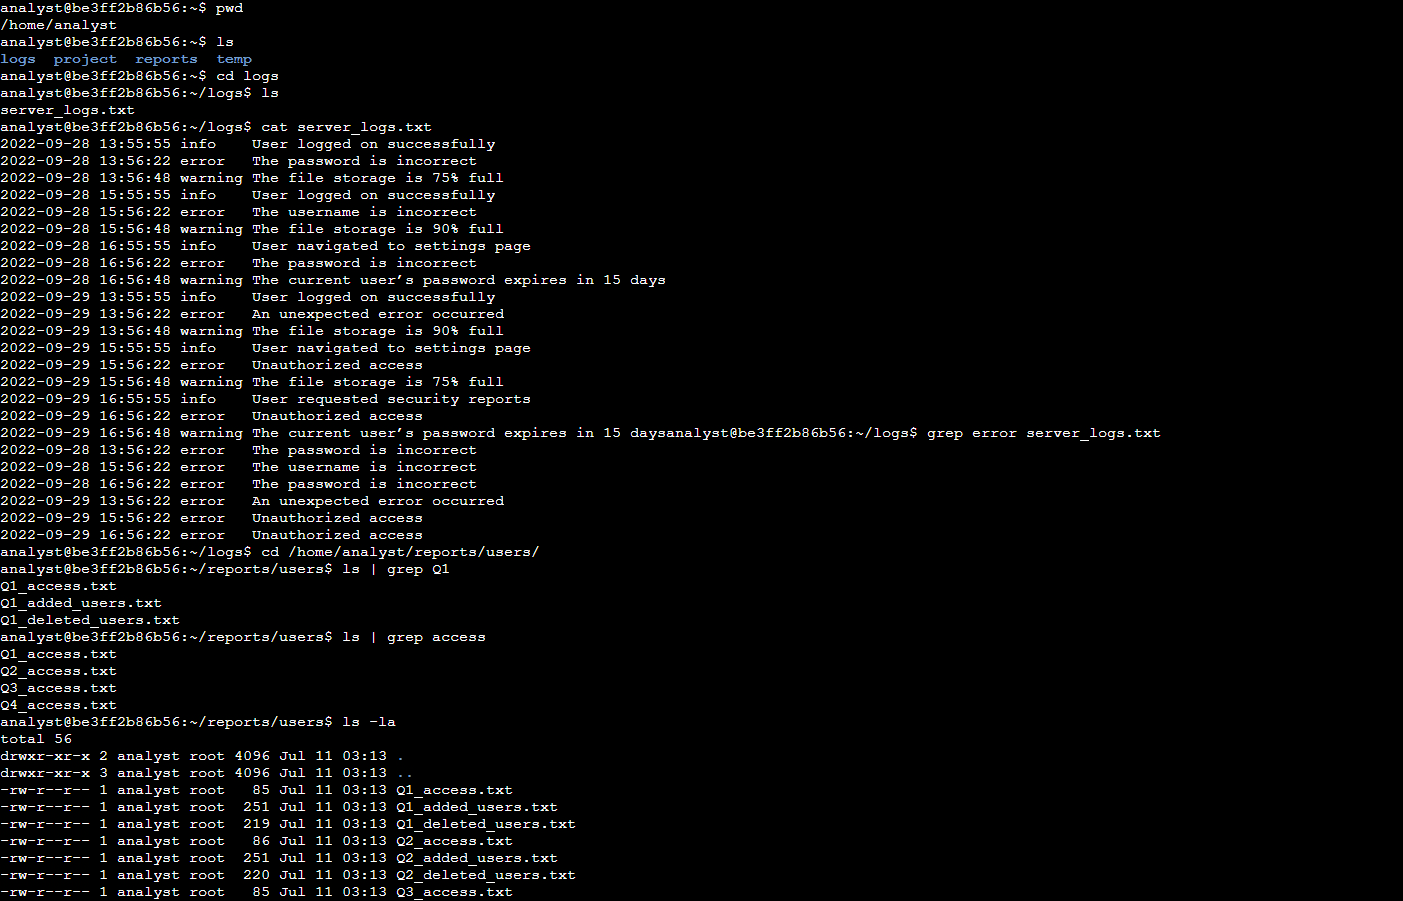 analyst@be3ff2b86b56:~$ pwd
/home/analyst
analyst@be3ff2b86b56:~$ ls
logs  project  reports  temp
analyst@be3ff2b86b56:~$ cd logs
analyst@be3ff2b86b56:~/logs$ ls
server_logs.txt
analyst@be3ff2b86b56:~/logs$ cat server_logs.txt
2022-09-28 13:55:55 info    User logged on successfully
2022-09-28 13:56:22 error   The password is incorrect
2022-09-28 13:56:48 warning The file storage is 75% full
2022-09-28 15:55:55 info    User logged on successfully
2022-09-28 15:56:22 error   The username is incorrect
2022-09-28 15:56:48 warning The file storage is 90% full
2022-09-28 16:55:55 info    User navigated to settings page
2022-09-28 16:56:22 error   The password is incorrect
2022-09-28 16:56:48 warning The current user’s password expires in 15 days
2022-09-29 13:55:55 info    User logged on successfully
2022-09-29 13:56:22 error   An unexpected error occurred
2022-09-29 13:56:48 warning The file storage is 90% full
2022-09-29 15:55:55 info    User navigated to settings page
2022-09-29 15:56:22 error   Unauthorized access
2022-09-29 15:56:48 warning The file storage is 75% full
2022-09-29 16:55:55 info    User requested security reports
2022-09-29 16:56:22 error   Unauthorized access
2022-09-29 16:56:48 warning The current user’s password expires in 15 daysanalyst@be3ff2b86b56:~/logs$ grep error server_logs.txt
2022-09-28 13:56:22 error   The password is incorrect
2022-09-28 15:56:22 error   The username is incorrect
2022-09-28 16:56:22 error   The password is incorrect
2022-09-29 13:56:22 error   An unexpected error occurred
2022-09-29 15:56:22 error   Unauthorized access
2022-09-29 16:56:22 error   Unauthorized access
analyst@be3ff2b86b56:~/logs$ cd /home/analyst/reports/users/
analyst@be3ff2b86b56:~/reports/users$ ls | grep Q1
Q1_access.txt
Q1_added_users.txt
Q1_deleted_users.txt
analyst@be3ff2b86b56:~/reports/users$ ls | grep access
Q1_access.txt
Q2_access.txt
Q3_access.txt
Q4_access.txt
analyst@be3ff2b86b56:~/reports/users$ ls -la
total 56
drwxr-xr-x 2 analyst root 4096 Jul 11 03:13 .
drwxr-xr-x 3 analyst root 4096 Jul 11 03:13 ..
-rw-r--r-- 1 analyst root   85 Jul 11 03:13 Q1_access.txt
-rw-r--r-- 1 analyst root  251 Jul 11 03:13 Q1_added_users.txt
-rw-r--r-- 1 analyst root  219 Jul 11 03:13 Q1_deleted_users.txt
-rw-r--r-- 1 analyst root   86 Jul 11 03:13 Q2_access.txt
-rw-r--r-- 1 analyst root  251 Jul 11 03:13 Q2_added_users.txt
-rw-r--r-- 1 analyst root  220 Jul 11 03:13 Q2_deleted_users.txt
-rw-r--r-- 1 analyst root   85 Jul 11 03:13 Q3_access.txt